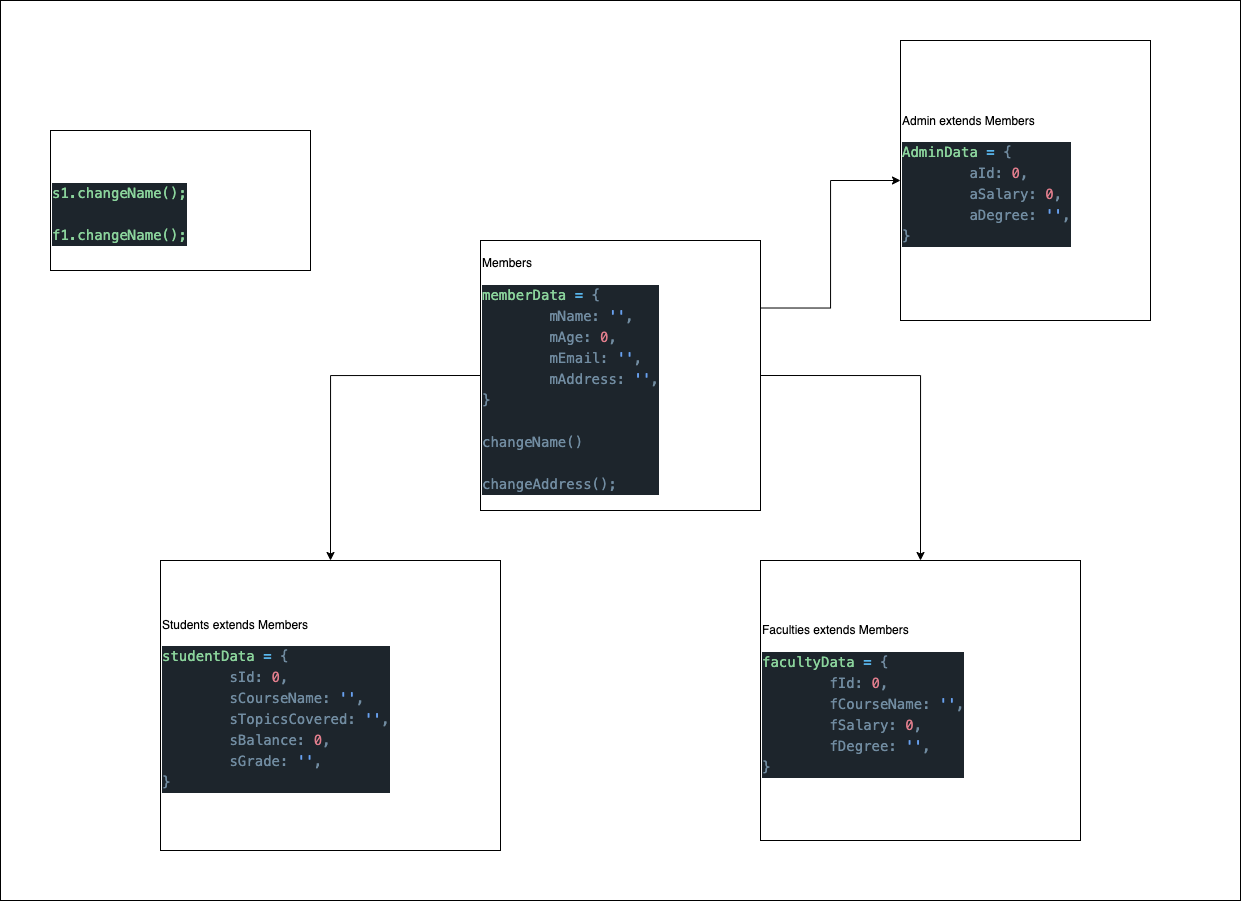 Admin extends Members
AdminData = {
aId: 0,
aSalary: 0,
aDegree: '',
}
s1.changeName();
f1.changeName();
Members
memberData = {
mName: '',
mAge: 0,
mEmail: '',
mAddress: '',
}
changeName()
changeAddress();
Students extends Members
studentData = {
sId: 0,
sCourseName: '',
sTopicsCovered: '',
sBalance: 0,
sGrade: '',
}
Faculties extends Members
facultyData = {
fId: 0,
fCourseName: '',
fSalary: 0,
fDegree: '',
}